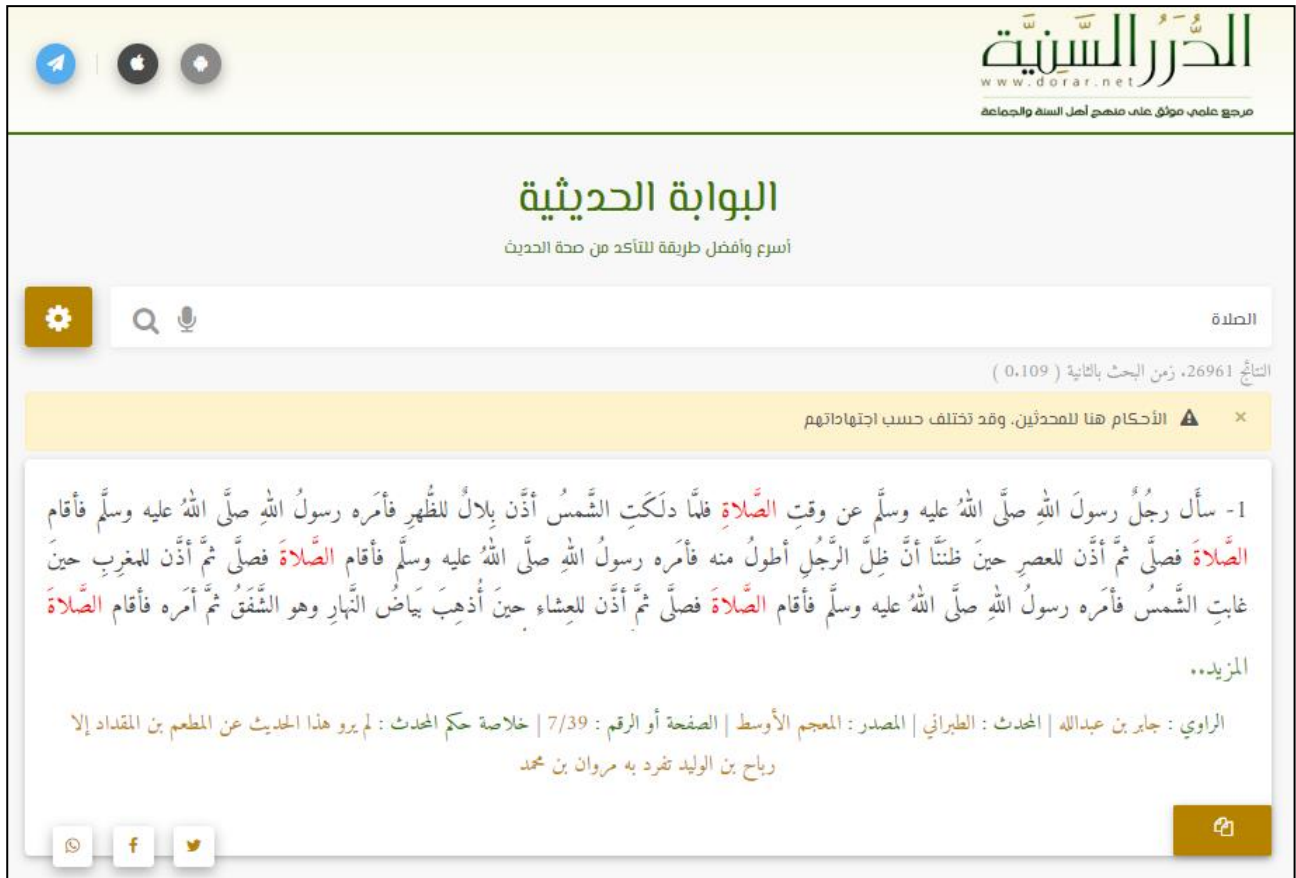 الدُّرَرُ السَّنِيَّة
www.dorar.net
مرجع علمي موثق على منهج أهل السنة والجماعة
البوابة الحديثية
أسرع وأفضل طريقة للتأكد من صحة الحديث
الصلاة
النتائج 26961، زمن البحث بالثانية ( 0.109 )
× الأحكام هنا للمحدثين، وقد تختلف حسب اجتهاداتهم
1- سأَل رجُلٌ رسولَ اللهِ صلَّى اللهُ عليه وسلَّم عن وقتِ الصَّلاةِ فلمَّا دلَكَتِ الشَّمسُ أذَّن بِلالٌ للظُّهرِ فأمَره رسولُ اللهِ صلَّى اللهُ عليه وسلَّم فأقام
الصَّلاةَ فصلَّى ثمَّ أذَّن للعصرِ حينَ ظنَنَّا أنَّ ظِلَّ الرَّجُلِ أطولُ منه فأمَره رسولُ اللهِ صلَّى اللهُ عليه وسلَّم فأقام الصَّلاةَ فصلَّى ثمَّ أذَّن للمغرِبِ حينَ
غابتِ الشَّمسُ فأمَره رسولُ اللهِ صلَّى اللهُ عليه وسلَّم فأقام الصَّلاةَ فصلَّى ثمَّ أذَّن للعِشاءِ حينَ أُذهِبَ بَيَاضُ النَّهارِ وهو الشَّفَقُ ثمَّ أمَره فأقام الصَّلاةَ
المزيد..
الراوي : جابر بن عبدالله | المحدث : الطبراني | المصدر : المعجم الأوسط | الصفحة أو الرقم : 7/39 | خلاصة حكم المحدث : لم يرو هذا الحديث عن المطعم بن المقداد إلا
رباح بن الوليد تفرد به مروان بن محمد